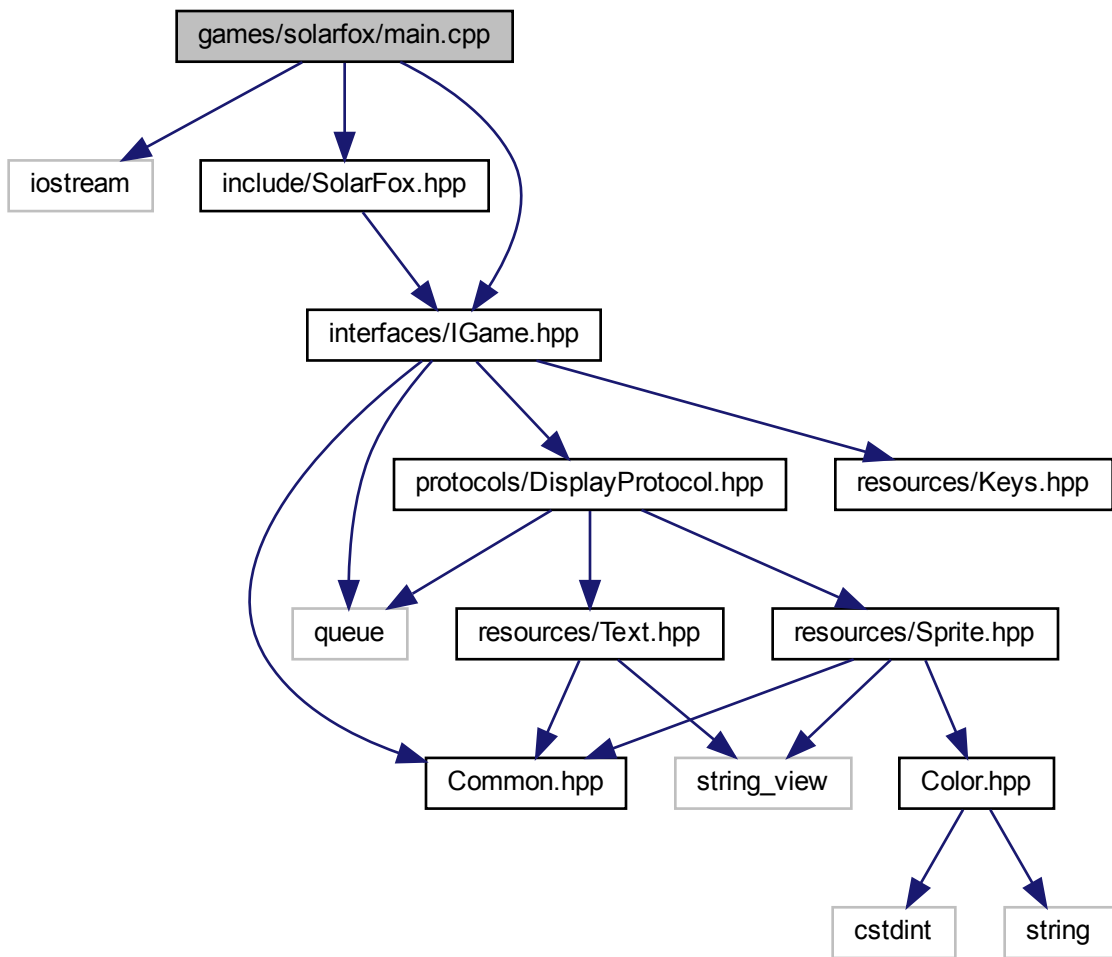 games/solarfox/main.cpp
iostream
include/SolarFox.hpp
interfaces/IGame.hpp
protocols/DisplayProtocol.hpp
resources/Keys.hpp
queue
resources/Text.hpp
resources/Sprite.hpp
Common.hpp
string_view
Color.hpp
cstdint
string